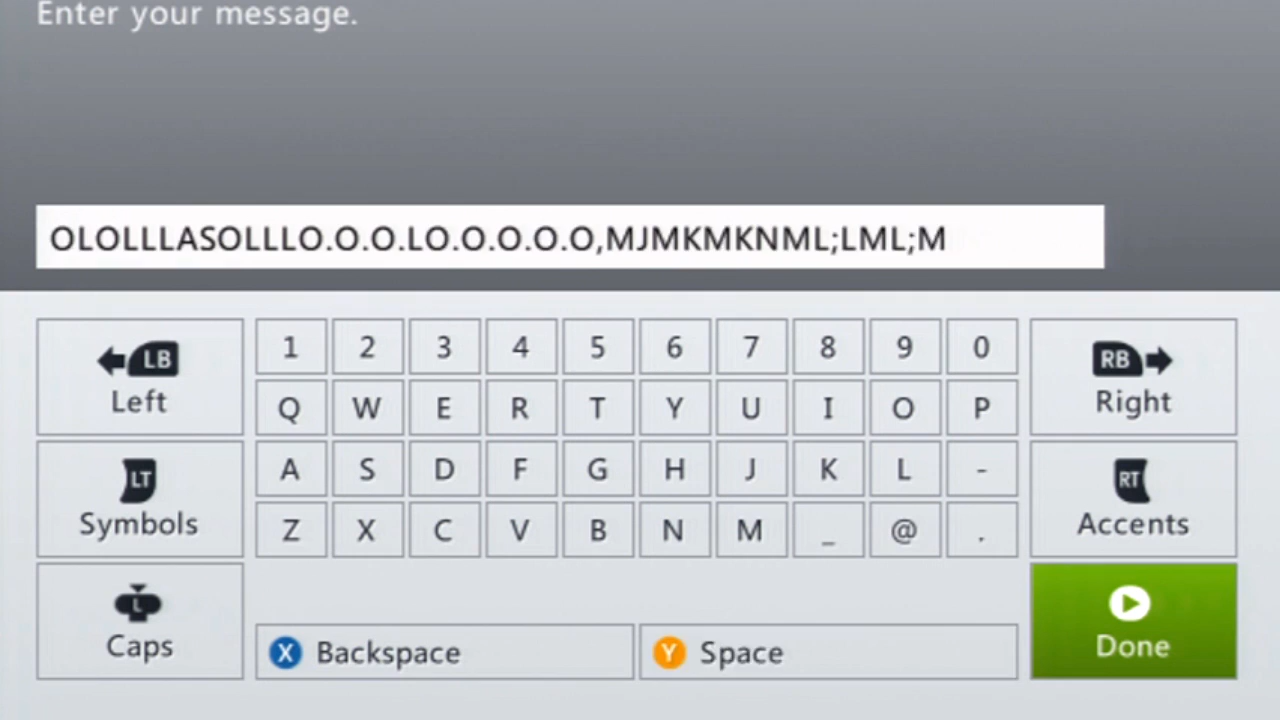 Enter your message.
OLOLLLASOLLLO.O.O.LO.O.O.O.O,MJMKMKNML;LML;M
LB
Left
1 2 3 4 5 6 7 8 9 0
RB
Right
Q W E R T Y U I O P
LT
Symbols
A S D F G H J K L -
RT
Accents
Z X C V B N M _ @ .
L
Caps
X Backspace
Y Space
Done